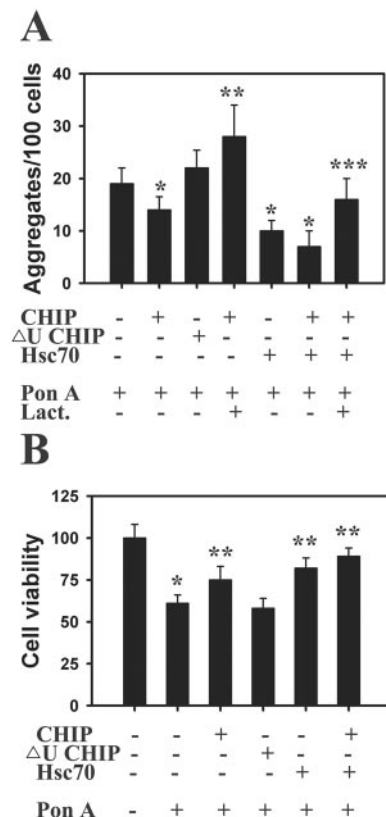 A
Aggregates/100 cells
40
30
20
10
0
* ** * * ***
CHIP - + - + - + +
△U CHIP - - + - - - -
Hsc70 - - - - + + +
Pon A + + + + + + +
Lact. - - - + - - +
B
Cell viability
125
100
75
50
25
0
* ** ** **
CHIP - - + - - +
△U CHIP - - - + - -
Hsc70 - - - - + +
Pon A - + + + + +